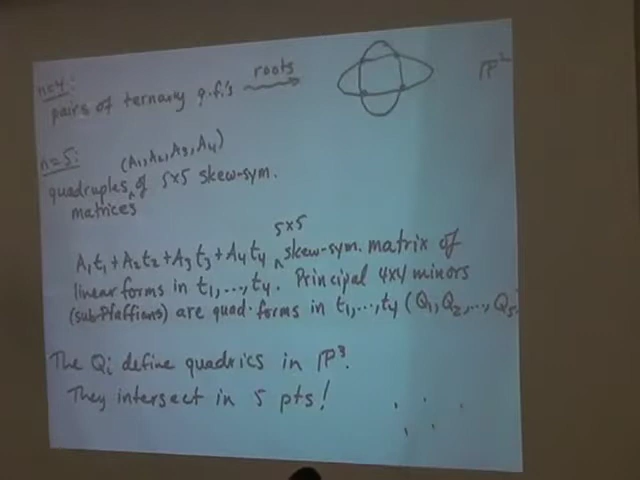 n=4:
pairs of ternary q.f.'s roots P²
n=5:
(A₁, A₂, A₃, A₄)
quadruples ^ of 5×5 skew-sym.
matrices
5×5
A₁t₁+A₂t₂+A₃t₃+A₄t₄ ^ skew-sym. matrix of
linear forms in t₁,...,t₄. Principal 4×4 minors
(sub-Pfaffians) are quad. forms in t₁,...,t₄ (Q₁, Q₂,..., Q₅
The Qi define quadrics in P³.
They intersect in 5 pts!